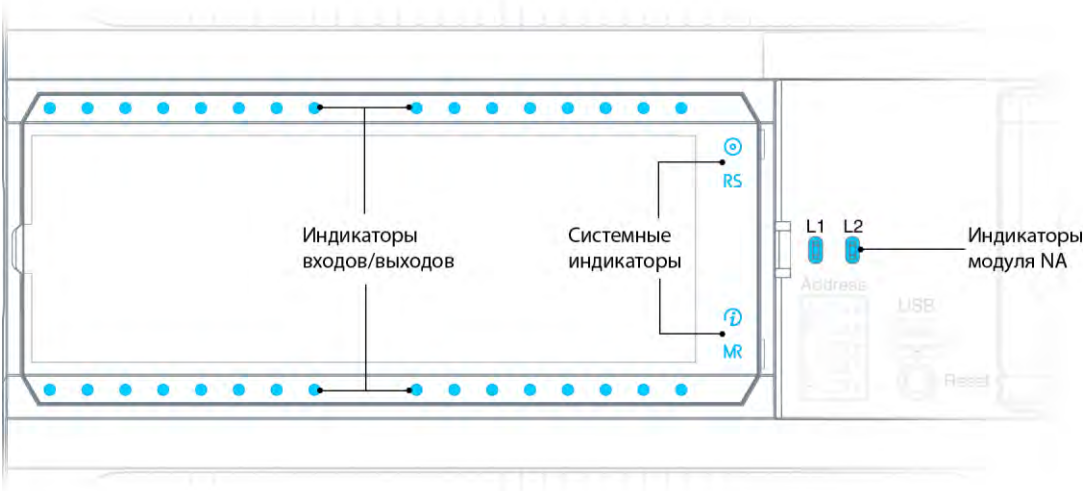 RS
Индикаторы
входов/выходов
Системные
индикаторы
L1 L2
Индикаторы
модуля NA
Address
USB
MR
Reset